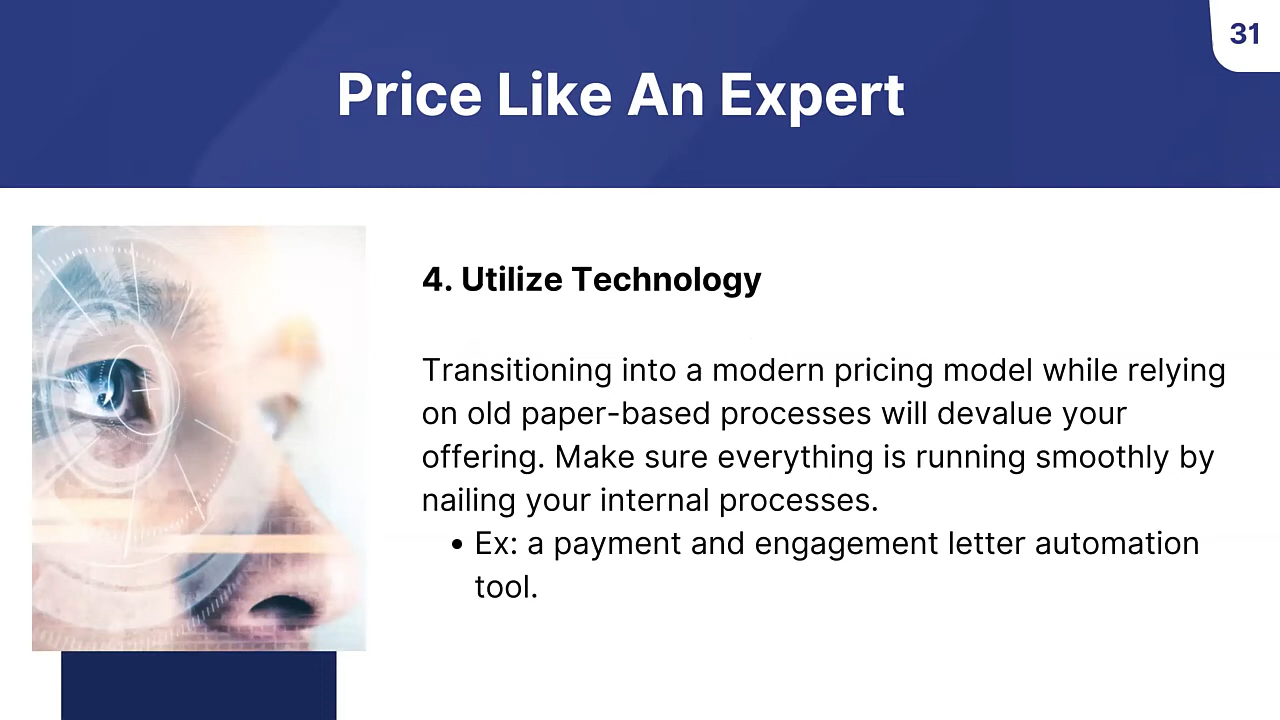 31
Price Like An Expert
4. Utilize Technology
Transitioning into a modern pricing model while relying
on old paper-based processes will devalue your
offering. Make sure everything is running smoothly by
nailing your internal processes.
• Ex: a payment and engagement letter automation
tool.